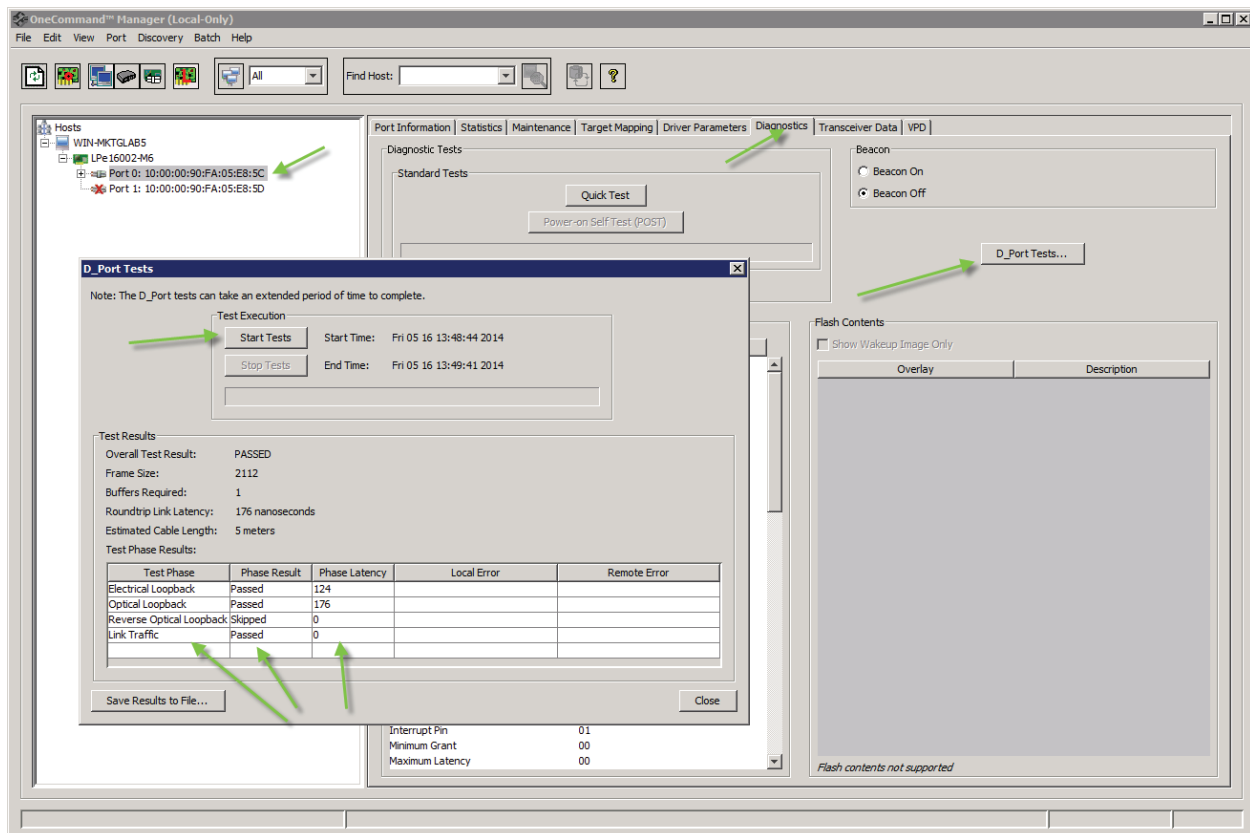 OneCommand™ Manager (Local-Only)
File Edit View Port Discovery Batch Help
All
Find Host:
Hosts
WIN-MKTGLAB5
LPe16002-M6
Port 0: 10:00:00:90:FA:05:E8:5C
Port 1: 10:00:00:90:FA:05:E8:5D
Port Information Statistics Maintenance Target Mapping Driver Parameters Diagnostics Transceiver Data VPD
Diagnostic Tests
Standard Tests
Quick Test
Power-on Self Test (POST)
Beacon
Beacon On
Beacon Off
D_Port Tests...
Flash Contents
Show Wakeup Image Only
Overlay Description
Flash contents not supported
D_Port Tests
Note: The D_Port tests can take an extended period of time to complete.
Test Execution
Start Tests Start Time: Fri 05 16 13:48:44 2014
Stop Tests End Time: Fri 05 16 13:49:41 2014
Test Results
Overall Test Result: PASSED
Frame Size: 2112
Buffers Required: 1
Roundtrip Link Latency: 176 nanoseconds
Estimated Cable Length: 5 meters
Test Phase Results:
Test Phase Phase Result Phase Latency Local Error Remote Error
Electrical Loopback Passed 124
Optical Loopback Passed 176
Reverse Optical Loopback Skipped 0
Link Traffic Passed 0
Save Results to File... Close
Interrupt Pin 01
Minimum Grant 00
Maximum Latency 00